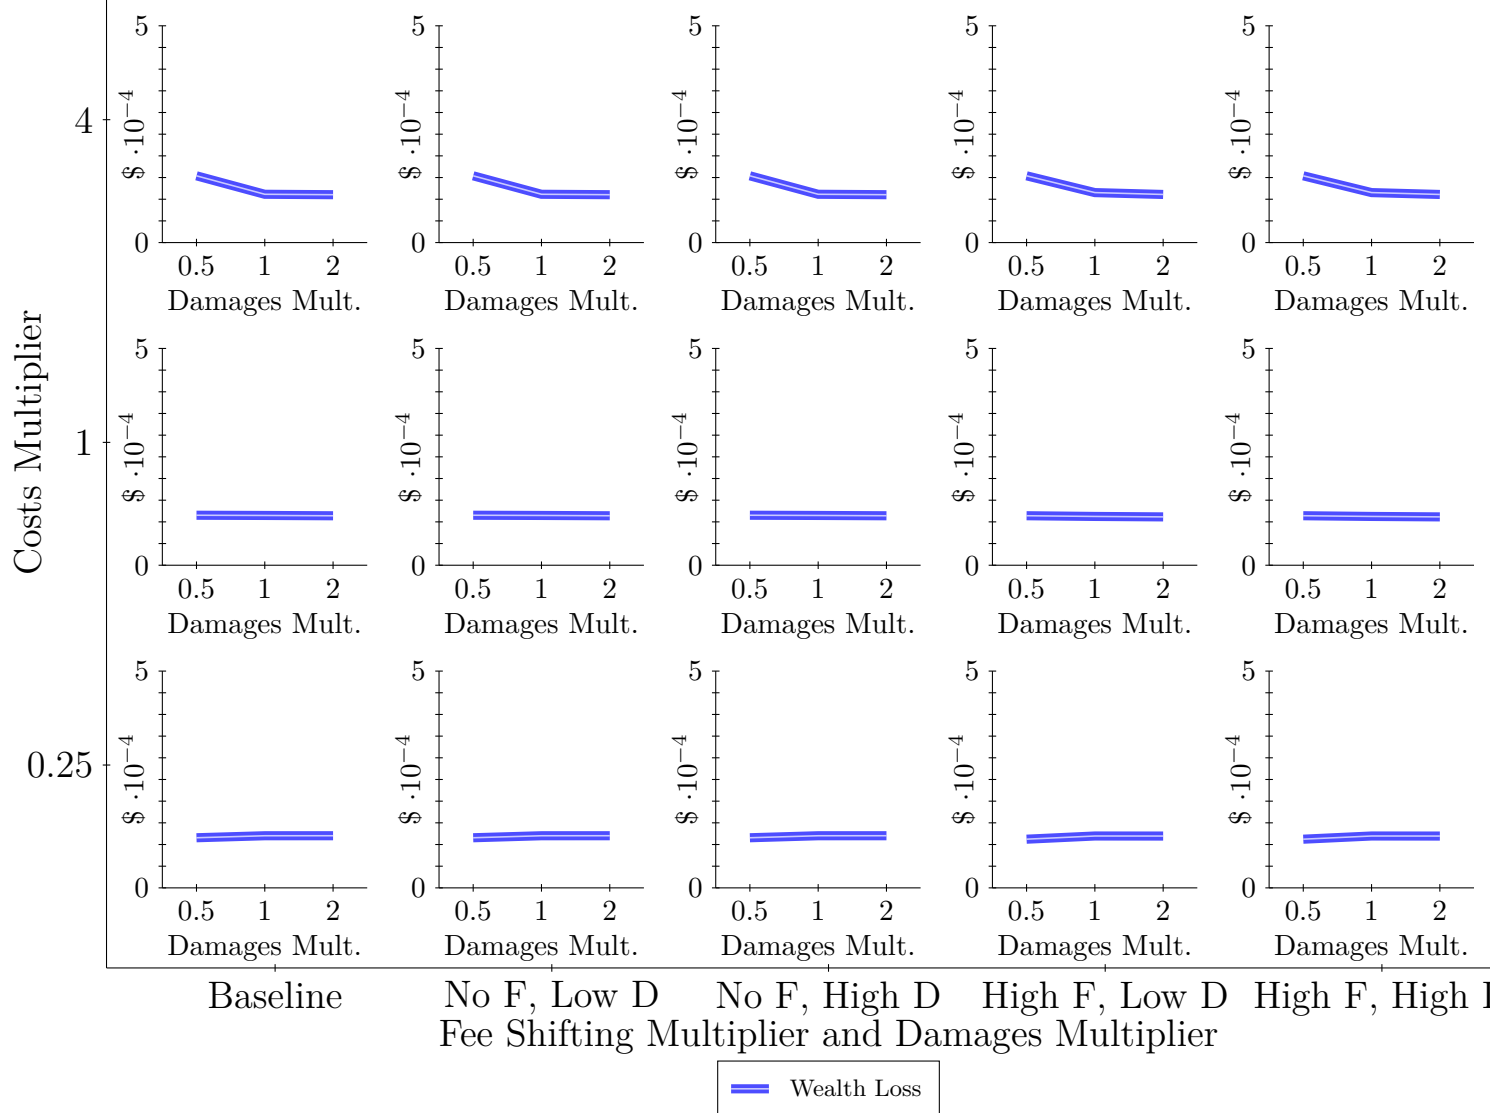 Costs Multiplier
4
1
0.25
5
0
$ ·10⁻⁴
0.5 1 2
Damages Mult.
5
0
$ ·10⁻⁴
0.5 1 2
Damages Mult.
5
0
$ ·10⁻⁴
0.5 1 2
Damages Mult.
5
0
$ ·10⁻⁴
0.5 1 2
Damages Mult.
5
0
$ ·10⁻⁴
0.5 1 2
Damages Mult.
5
0
$ ·10⁻⁴
0.5 1 2
Damages Mult.
5
0
$ ·10⁻⁴
0.5 1 2
Damages Mult.
5
0
$ ·10⁻⁴
0.5 1 2
Damages Mult.
5
0
$ ·10⁻⁴
0.5 1 2
Damages Mult.
5
0
$ ·10⁻⁴
0.5 1 2
Damages Mult.
5
0
$ ·10⁻⁴
0.5 1 2
Damages Mult.
5
0
$ ·10⁻⁴
0.5 1 2
Damages Mult.
5
0
$ ·10⁻⁴
0.5 1 2
Damages Mult.
5
0
$ ·10⁻⁴
0.5 1 2
Damages Mult.
5
0
$ ·10⁻⁴
0.5 1 2
Damages Mult.
Baseline
No F, Low D
No F, High D
High F, Low D
High F, High
Fee Shifting Multiplier and Damages Multiplier
Wealth Loss